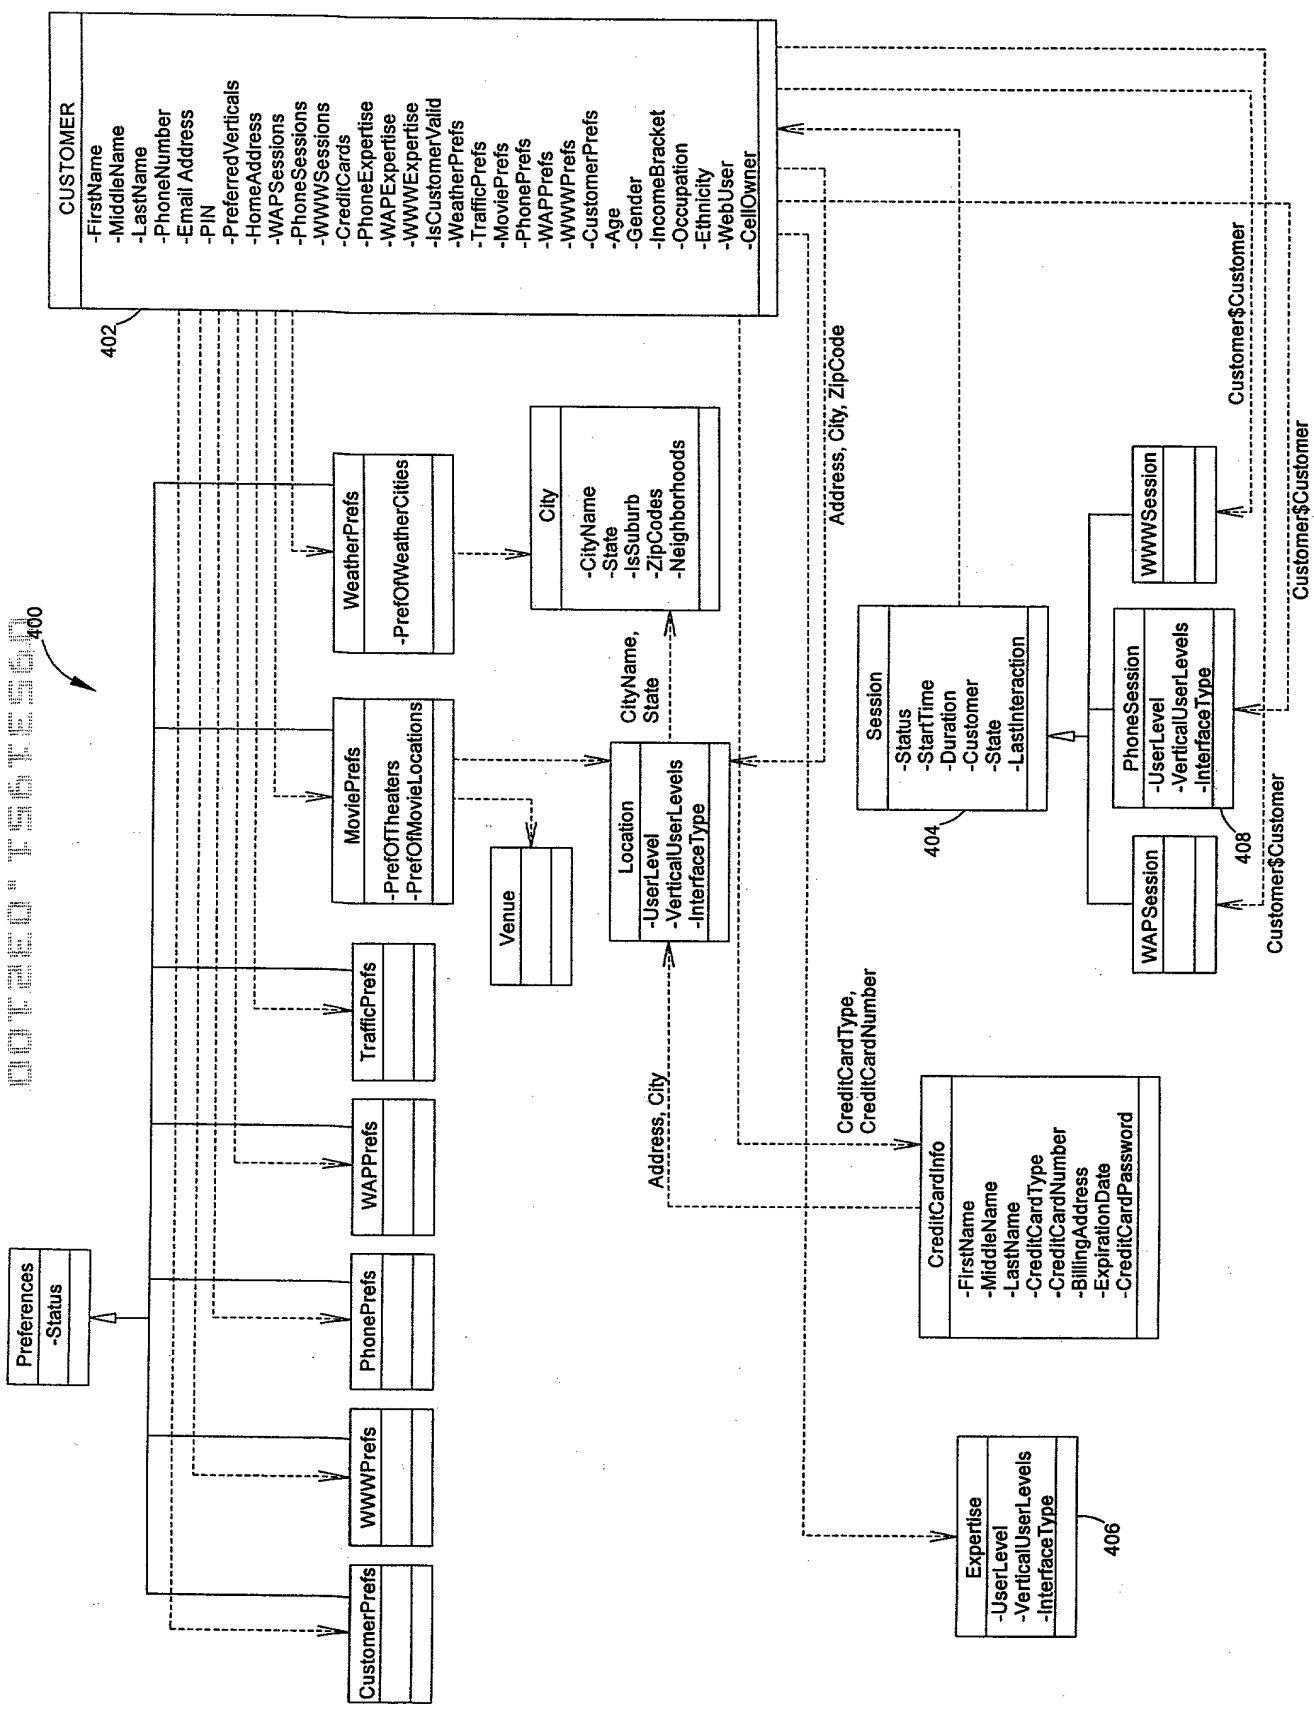 400
CUSTOMER
-FirstName
-MiddleName
-LastName
-PhoneNumber
-Email Address
-PIN
-PreferredVerticals
-HomeAddress
-WAPSessions
-PhoneSessions
-WWWSessions
-CreditCards
-PhoneExpertise
-WAPExpertise
-WWWExpertise
-IsCustomerValid
-WeatherPrefs
-TrafficPrefs
-MoviePrefs
-PhonePrefs
-WAPPrefs
-WWWPrefs
-CustomerPrefs
-Age
-Gender
-IncomeBracket
-Occupation
-Ethnicity
-WebUser
-CellOwner
402
Preferences
-Status
CustomerPrefs
WWWPrefs
PhonePrefs
WAPPrefs
TrafficPrefs
MoviePrefs
-PrefOfTheaters
-PrefOfMovieLocations
WeatherPrefs
-PrefOfWeatherCities
Venue
City
-CityName
-State
-IsSuburb
-ZipCodes
-Neighborhoods
CityName,
State
Location
-UserLevel
-VerticalUserLevels
-InterfaceType
Address, City
Address, City, ZipCode
CreditCardType,
CreditCardNumber
CreditCardInfo
-FirstName
-MiddleName
-LastName
-CreditCardType
-CreditCardNumber
-BillingAddress
-ExpirationDate
-CreditCardPassword
Expertise
-UserLevel
-VerticalUserLevels
-InterfaceType
406
Session
-Status
-StartTime
-Duration
-Customer
-State
-LastInteraction
404
WAPSession
PhoneSession
-UserLevel
-VerticalUserLevels
-InterfaceType
408
WWWSession
Customer$Customer
Customer$Customer
Customer$Customer